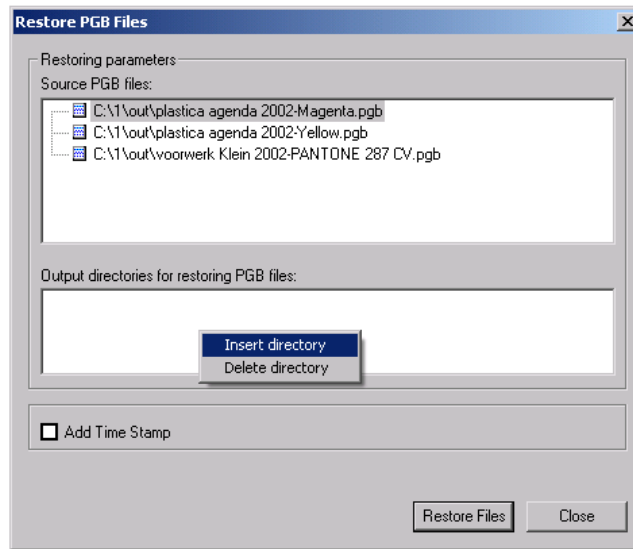 Restore PGB Files
Restoring parameters
Source PGB files:
C:\1\out\plastica agenda 2002-Magenta.pgb
C:\1\out\plastica agenda 2002-Yellow.pgb
C:\1\out\voorwerk Klein 2002-PANTONE 287 CV.pgb
Output directories for restoring PGB files:
Insert directory
Delete directory
Add Time Stamp
Restore Files
Close